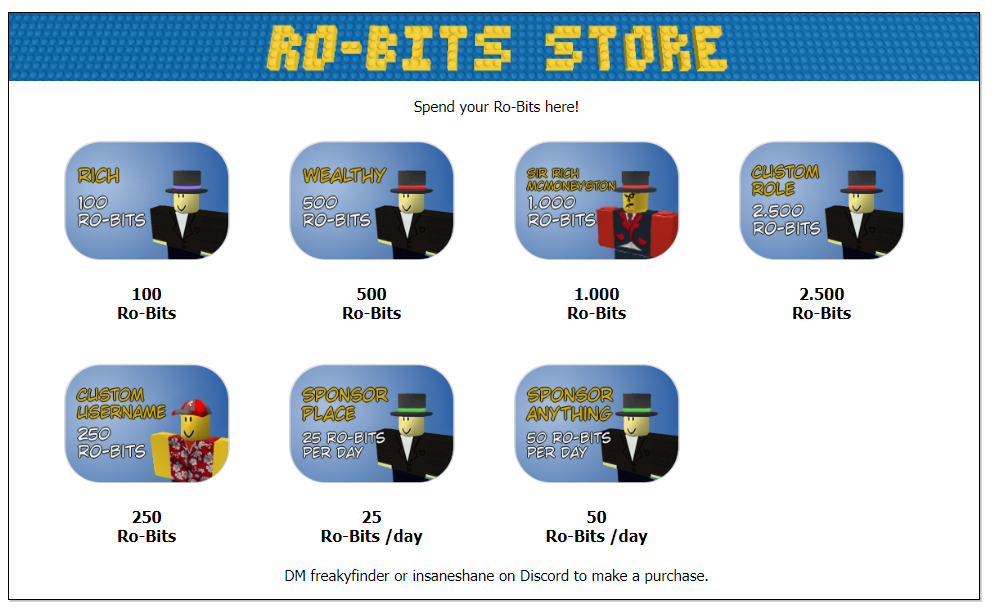 RO-BITS STORE
Spend your Ro-Bits here!
RICH
100
RO-BITS
WEALTHY
500
RO-BITS
SIR RICH
MCMONEYSTON
1.000
RO-BITS
CUSTOM
ROLE
2.500
RO-BITS
100
Ro-Bits
500
Ro-Bits
1.000
Ro-Bits
2.500
Ro-Bits
CUSTOM
USERNAME
250
RO-BITS
SPONSOR
PLACE
25 RO-BITS
PER DAY
SPONSOR
ANYTHING
50 RO-BITS
PER DAY
250
Ro-Bits
25
Ro-Bits /day
50
Ro-Bits /day
DM freakyfinder or insaneshane on Discord to make a purchase.